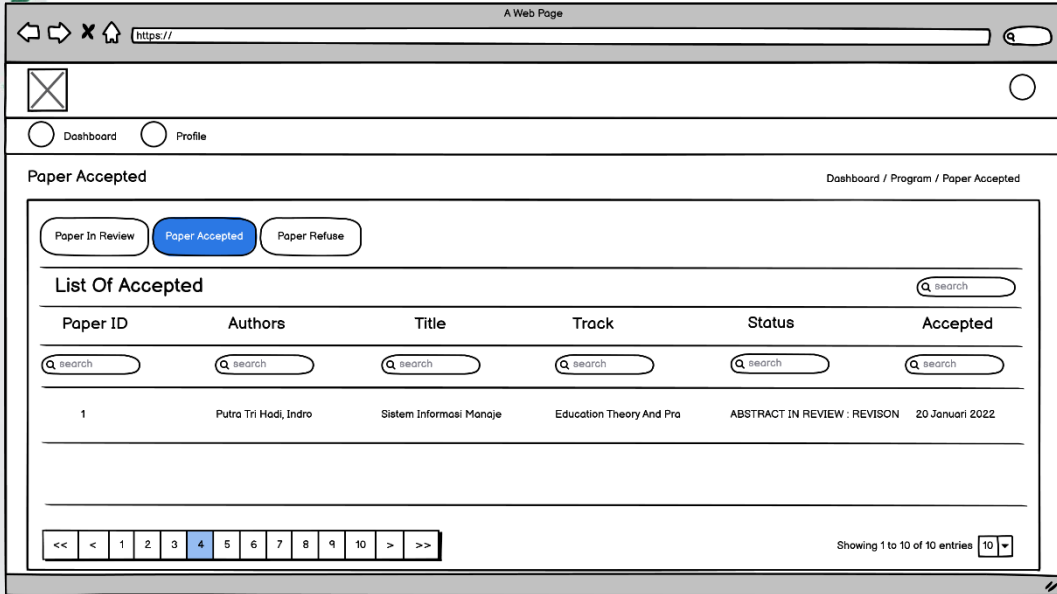 A Web Page
https://
Dashboard Profile
Paper Accepted Dashboard / Program / Paper Accepted
Paper In Review Paper Accepted Paper Refuse
List Of Accepted search
Paper ID Authors Title Track Status Accepted
search search search search search search
1 Putra Tri Hadi, Indro Sistem Informasi Manaje Education Theory And Pra ABSTRACT IN REVIEW : REVISON 20 Januari 2022
<< < 1 2 3 4 5 6 7 8 9 10 > >> Showing 1 to 10 of 10 entries 10